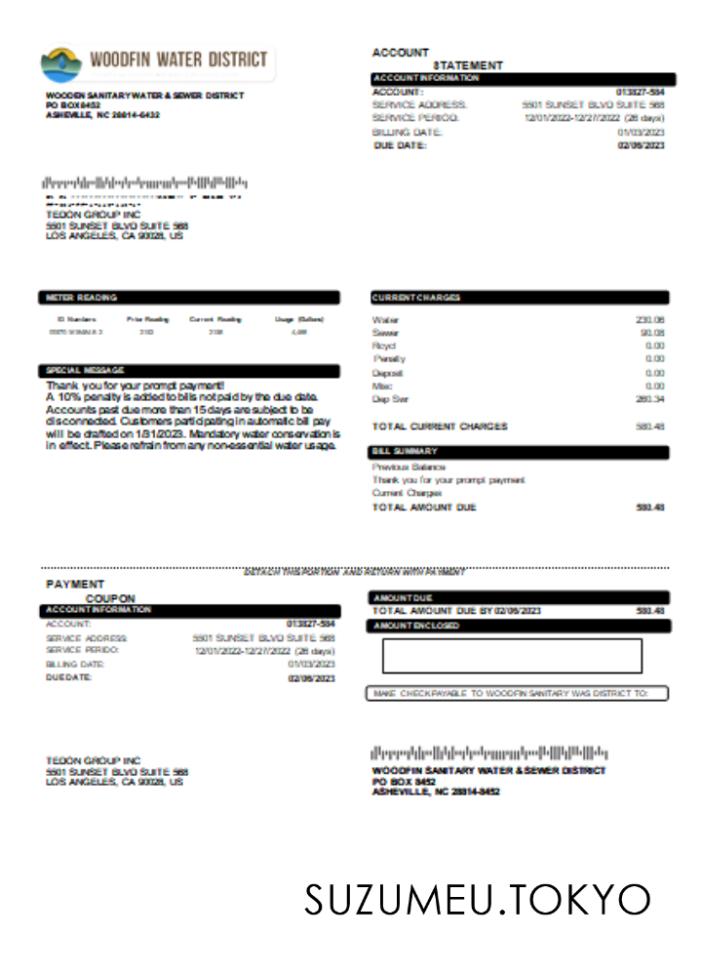 WOODFIN WATER DISTRICT
WOODEN SANITARY WATER & SEWER DISTRICT
PO BOX 8452
ASHEVILLE, NC 28814-6432
ACCOUNT
STATEMENT
ACCOUNT INFORMATION
ACCOUNT: 013827-584
SERVICE ADDRESS: 5501 SUNSET BLVD SUITE 568
SERVICE PERIOD: 12/01/2022-12/27/2022 (26 days)
BILLING DATE: 01/03/2023
DUE DATE: 02/06/2023
TEDON GROUP INC
5501 SUNSET BLVD SUITE 568
LOS ANGELES, CA 90028, US
METER READING
ID Numbers Prior Reading Current Reading Usage (Gallons)
SPECIAL MESSAGE
Thank you for your prompt payment!
A 10% penalty is added to bills not paid by the due date.
Accounts past due more than 15 days are subject to be
disconnected. Customers participating in automatic bill pay
will be drafted on 1/31/2023. Mandatory water conservation is
in effect. Please refrain from any non-essential water usage.
CURRENT CHARGES
Water 230.06
Sewer 90.08
Rcycl 0.00
Penalty 0.00
Deposit 0.00
Misc 0.00
Dep Swr 260.34
TOTAL CURRENT CHARGES 580.48
BILL SUMMARY
Previous Balance
Thank you for your prompt payment
Current Charges
TOTAL AMOUNT DUE 580.48
DETACH THIS PORTION AND RETURN WITH PAYMENT
PAYMENT
COUPON
ACCOUNT INFORMATION
ACCOUNT: 013827-584
SERVICE ADDRESS: 5501 SUNSET BLVD SUITE 568
SERVICE PERIDO: 12/01/2022-12/27/2022 (26 days)
BILLING DATE: 01/03/2023
DUE DATE: 02/06/2023
AMOUNT DUE
TOTAL AMOUNT DUE BY 02/06/2023 580.48
AMOUNT ENCLOSED
MAKE CHECK PAYABLE TO WOODFIN SANITARY WAS DISTRICT TO:
TEDON GROUP INC
5501 SUNSET BLVD SUITE 568
LOS ANGELES, CA 90028, US
WOODFIN SANITARY WATER & SEWER DISTRICT
PO BOX 8452
ASHEVILLE, NC 28814-8452
SUZUMEU.TOKYO